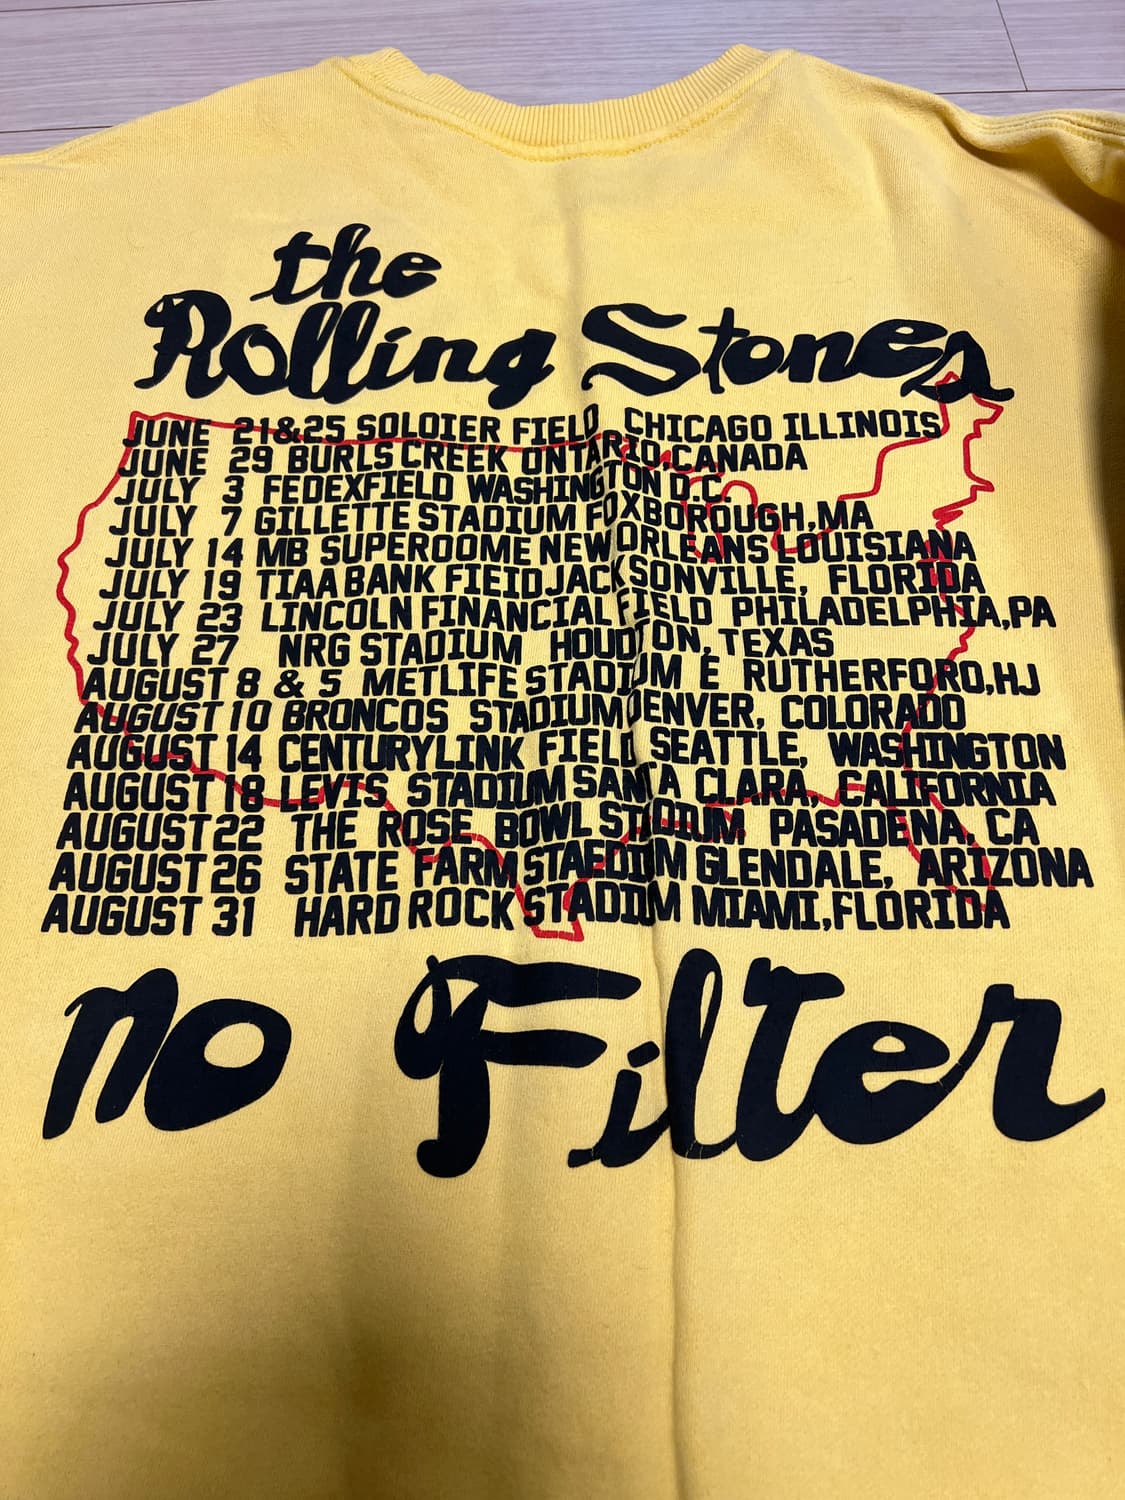 the
Rolling Stones
JUNE 21&25 SOLOIER FIELD, CHICAGO ILLINOIS
JUNE 29 BURLS CREEK ONTARIO,CANADA
JULY 3 FEDEXFIELD WASHINGTON D.C.
JULY 7 GILLETTE STADIUM FOXBOROUGH,MA
JULY 14 MB SUPEROOME NEW ORLEANS LOUISIANA
JULY 19 TIAA BANK FIEID JACKSONVILLE, FLORIDA
JULY 23 LINCOLN FINANCIAL FIELD PHILADELPHIA,PA
JULY 27 NRG STADIUM HOUDTON, TEXAS
AUGUST 8 & 5 METLIFE STADIUM E RUTHERFORO,HJ
AUGUST 10 BRONCOS STADIUM DENVER, COLORADO
AUGUST 14 CENTURYLINK FIELD SEATTLE, WASHINGTON
AUGUST 18 LEVIS STADIUM SANTA CLARA, CALIFORNIA
AUGUST 22 THE ROSE BOWL STADIUM PASADENA, CA
AUGUST 26 STATE FARM STAEDIUM GLENDALE, ARIZONA
AUGUST 31 HARD ROCK STADIUM MIAMI,FLORIDA
no Filter